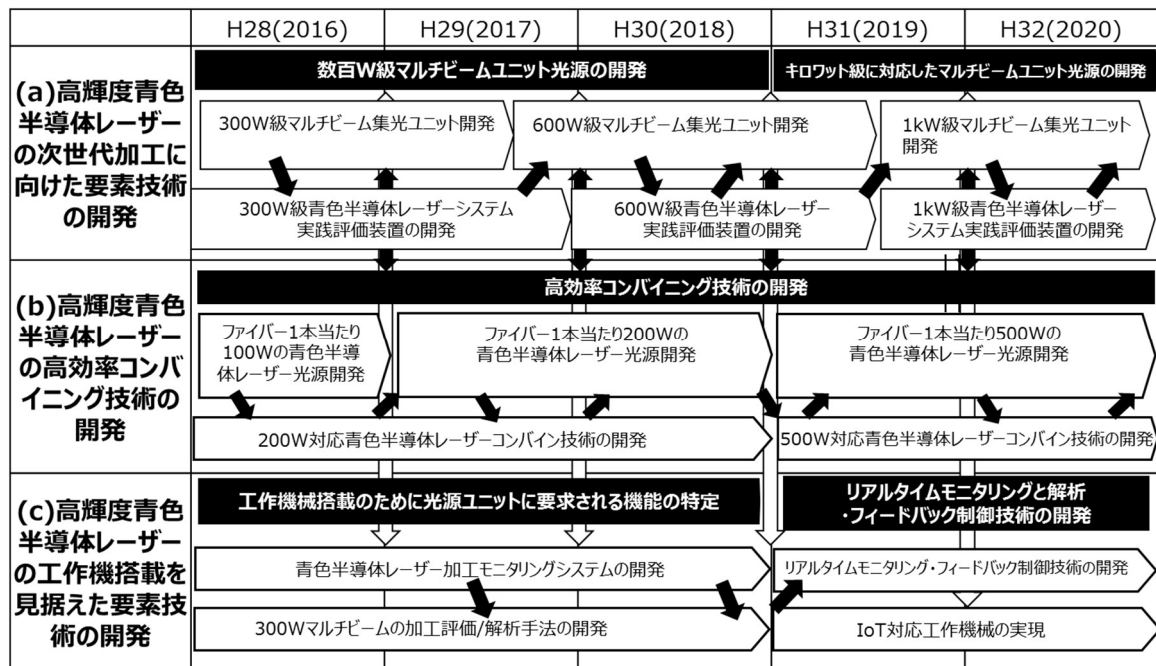 H28(2016)
H29(2017)
H30(2018)
H31(2019)
H32(2020)
(a)高輝度青色
半導体レーザー
の次世代加工に
向けた要素技術
の開発
数百W級マルチビームユニット光源の開発
キロワット級に対応したマルチビームユニット光源の開発
300W級マルチビーム集光ユニット開発
600W級マルチビーム集光ユニット開発
1kW級マルチビーム集光ユニット
開発
300W級青色半導体レーザーシステム
実践評価装置の開発
600W級青色半導体レーザー
実践評価装置の開発
1kW級青色半導体レーザー
システム実践評価装置の開発
(b)高輝度青色
半導体レーザー
の高効率コンバ
イニング技術の
開発
高効率コンバイニング技術の開発
ファイバー1本当たり
100Wの青色半導
体レーザー光源開発
ファイバー1本当たり200Wの
青色半導体レーザー光源開発
ファイバー1本当たり500Wの
青色半導体レーザー光源開発
200W対応青色半導体レーザーコンバイン技術の開発
500W対応青色半導体レーザーコンバイン技術の開発
(c)高輝度青色
半導体レーザー
の工作機搭載を
見据えた要素技
術の開発
工作機械搭載のために光源ユニットに要求される機能の特定
リアルタイムモニタリングと解析
・フィードバック制御技術の開発
青色半導体レーザー加工モニタリングシステムの開発
リアルタイムモニタリング・フィードバック制御技術の開発
300Wマルチビームの加工評価/解析手法の開発
IoT対応工作機械の実現